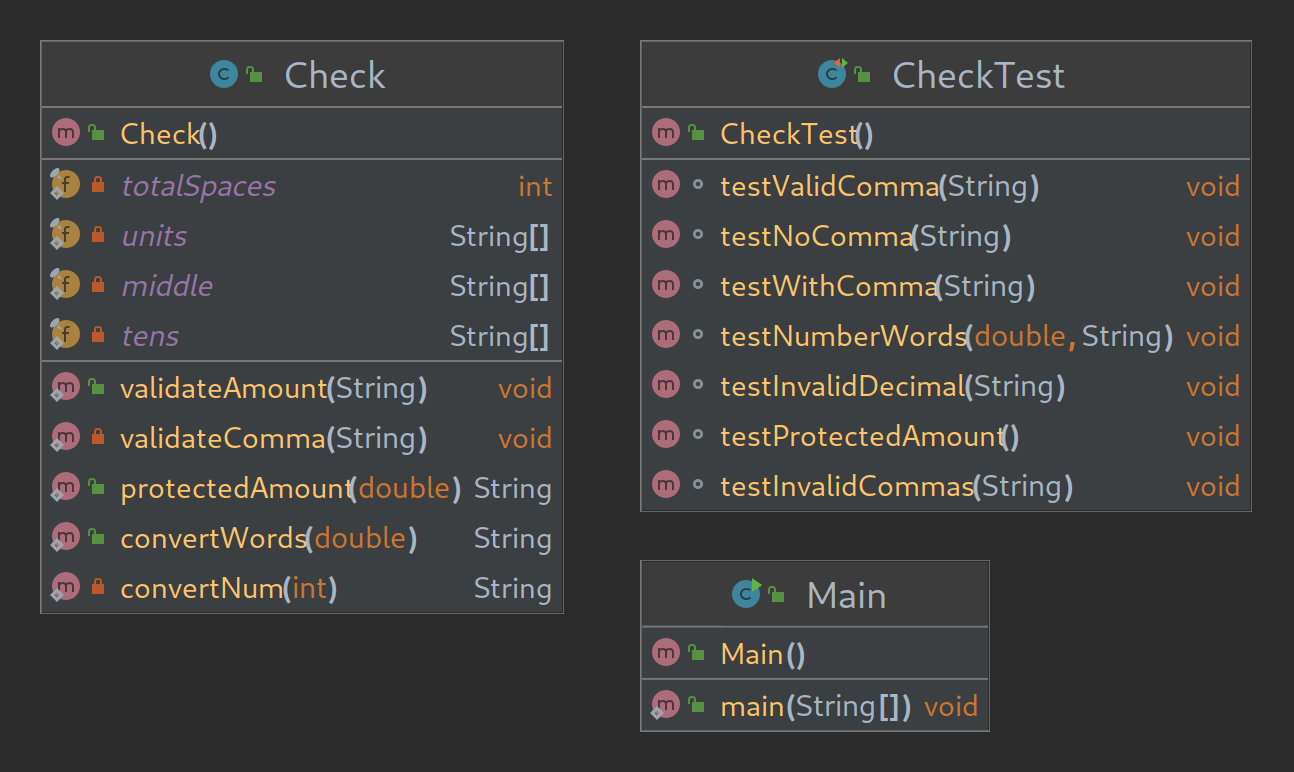 Check
Check()
totalSpaces int
units String[]
middle String[]
tens String[]
validateAmount(String) void
validateComma(String) void
protectedAmount(double) String
convertWords(double) String
convertNum(int) String
CheckTest
CheckTest()
testValidComma(String) void
testNoComma(String) void
testWithComma(String) void
testNumberWords(double, String) void
testInvalidDecimal(String) void
testProtectedAmount() void
testInvalidCommas(String) void
Main
Main()
main(String[]) void